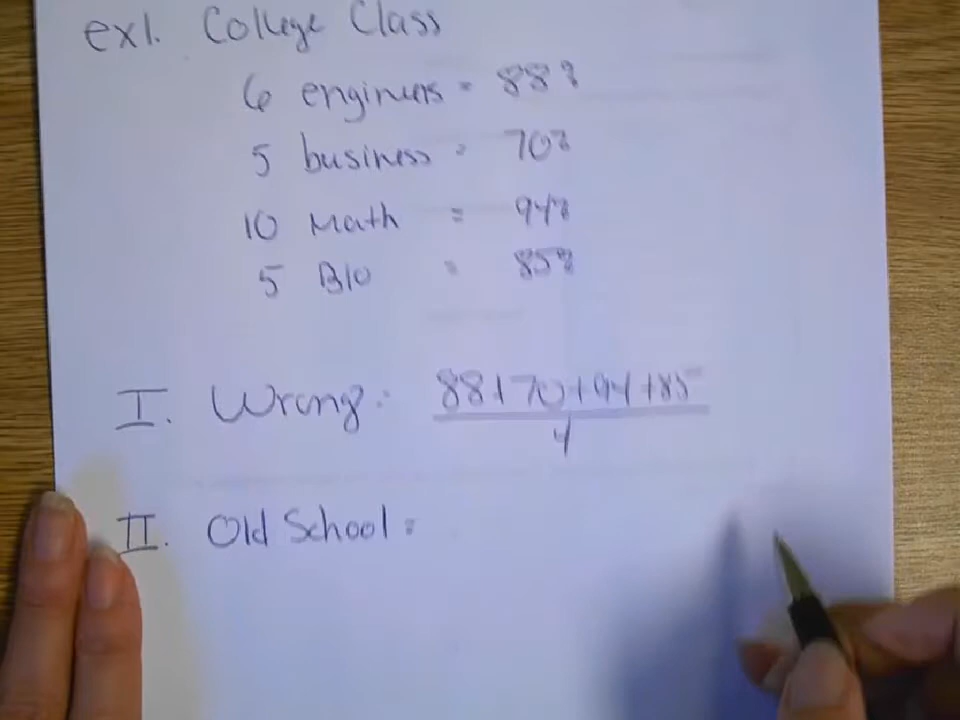 ex1. College Class
6 engineers = 88%
5 business = 70%
10 Math = 94%
5 Bio = 85%
I. Wrong: 88+70+94+85
4
II. Old School: